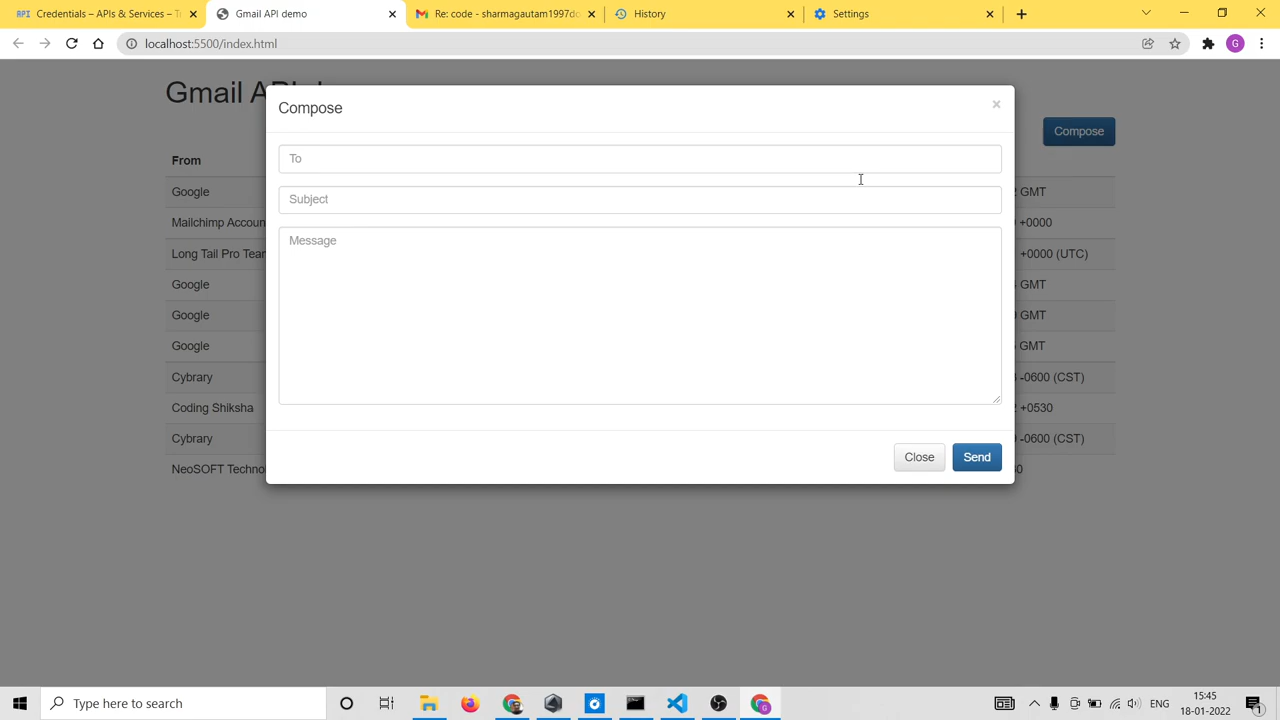 Credentials – APIs & Services – T
Gmail API demo
Re: code - sharmagautam1997do
History
Settings
localhost:5500/index.html
G
Gmail API
Compose
Compose
To
Subject
Message
Close
Send
From
Google
GMT
Mailchimp Accoun
+0000
Long Tail Pro Tear
+0000 (UTC)
Google
GMT
Google
GMT
Google
GMT
Cybrary
-0600 (CST)
Coding Shiksha
+0530
Cybrary
-0600 (CST)
NeoSOFT Techno
Type here to search
ENG
15:45
18-01-2022
1